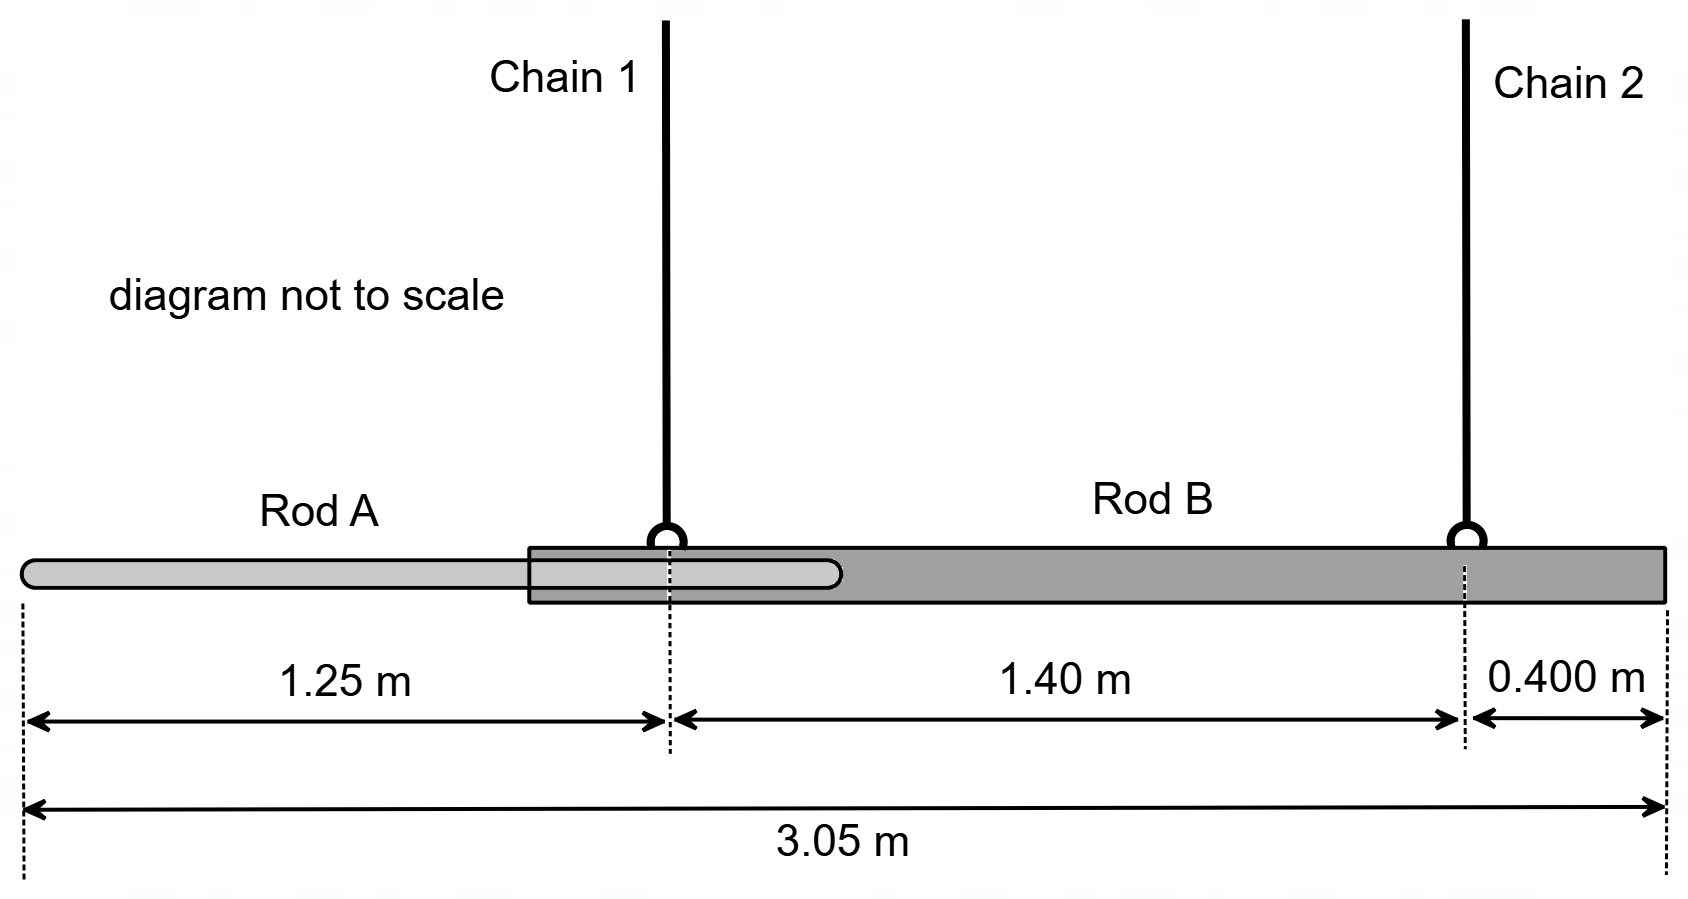 Chain 1
Chain 2
diagram not to scale
Rod A
Rod B
1.25 m
1.40 m
0.400 m
3.05 m